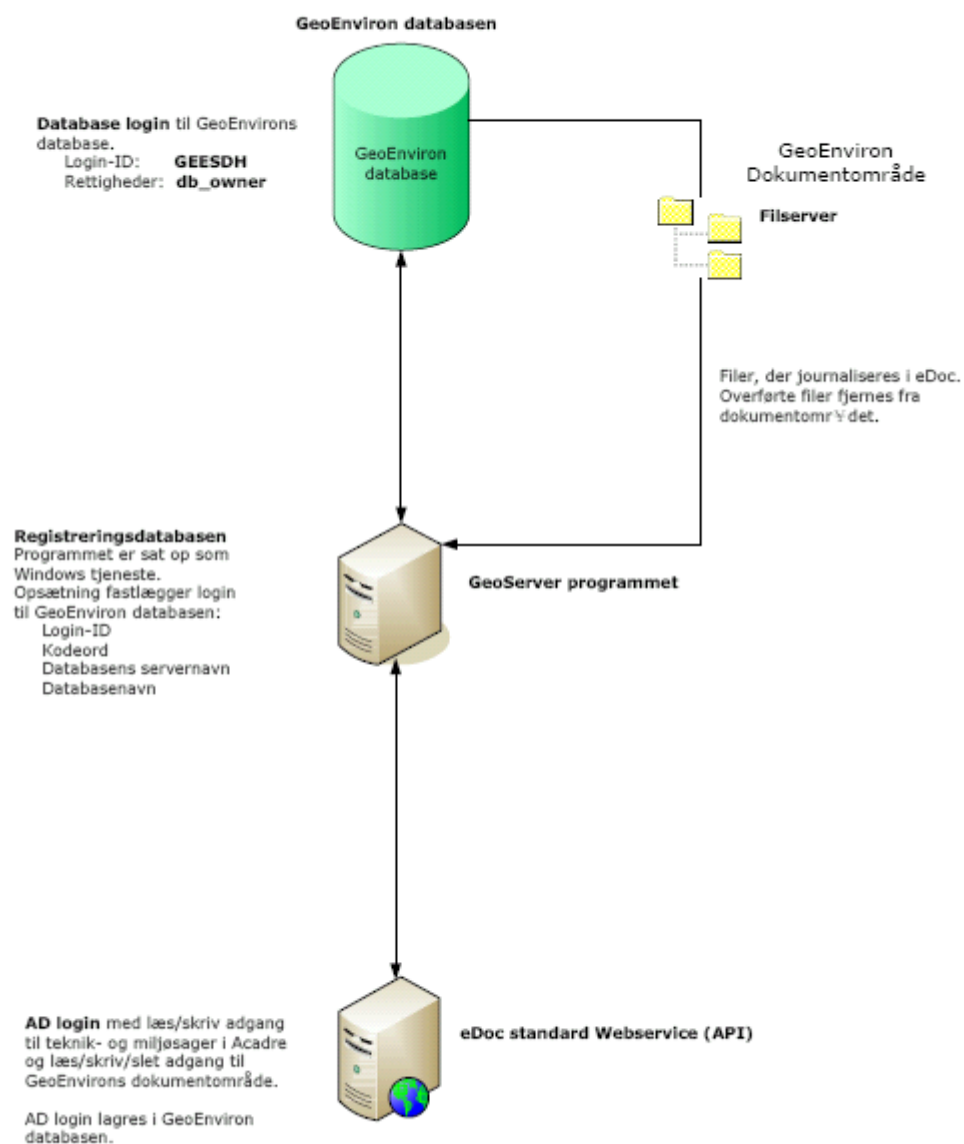 GeoEnviron databasen
Database login til GeoEnvirons
database.
Login-ID: GEESDH
Rettigheder: db_owner
GeoEnviron
database
GeoEnviron
Dokumentområde
Filserver
Filer, der journaliseres i eDoc.
Overførte filer fjernes fra
dokumentomr¥det.
Registreringsdatabasen
Programmet er sat op som
Windows tjeneste.
Opsætning fastlægger login
til GeoEnviron databasen:
Login-ID
Kodeord
Databasens servernavn
Databasenavn
GeoServer programmet
AD login med læs/skriv adgang
til teknik- og miljøsager i Acadre
og læs/skriv/slet adgang til
GeoEnvirons dokumentområde.
AD login lagres i GeoEnviron
databasen.
eDoc standard Webservice (API)